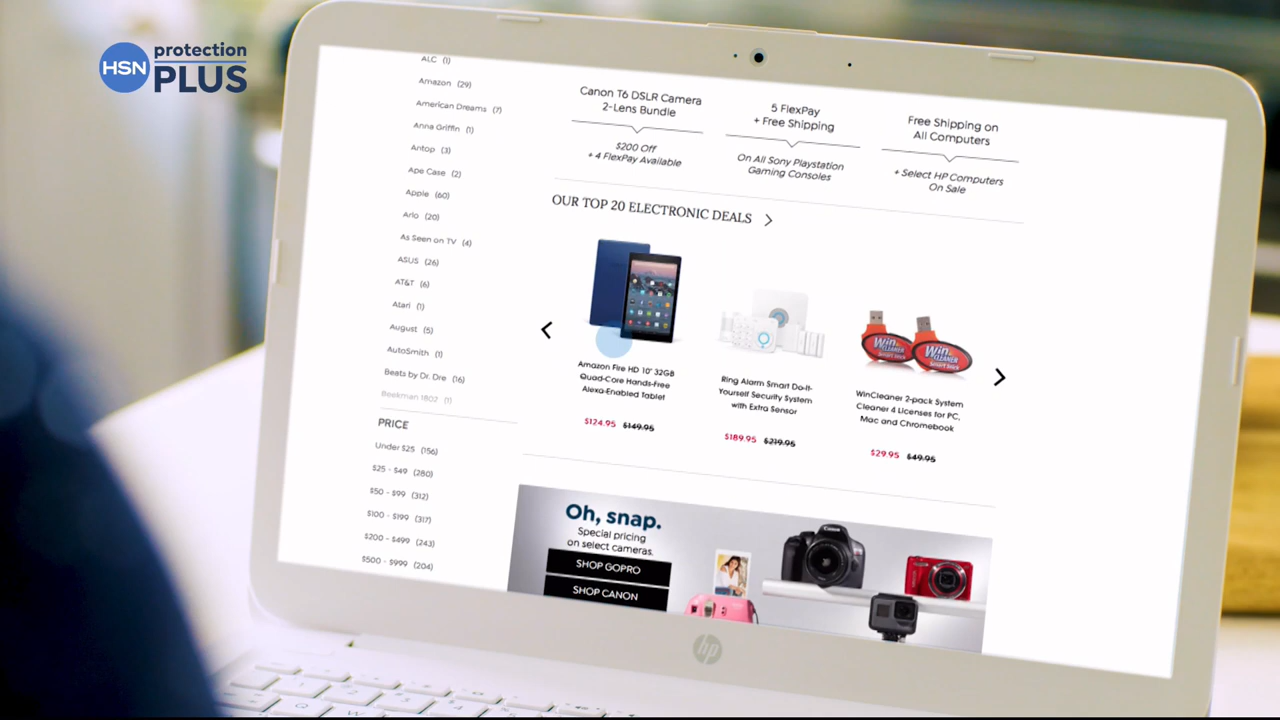 HSN protection
PLUS
ALC (1)
Amazon (29)
American Dreams (7)
Anna Griffin (1)
Antop (3)
Ape Case (2)
Apple (60)
Arlo (20)
As Seen on TV (4)
ASUS (26)
AT&T (6)
Atari (1)
August (5)
AutoSmith (1)
Beats by Dr. Dre (16)
Beekman 1802 (1)
PRICE
Under $25 (156)
$25 - $49 (280)
$50 - $99 (312)
$100 - $199 (317)
$200 - $499 (243)
$500 - $999 (204)
Canon T6 DSLR Camera
2-Lens Bundle
$200 Off
+ 4 FlexPay Available
5 FlexPay
+ Free Shipping
On All Sony Playstation
Gaming Consoles
Free Shipping on
All Computers
+ Select HP Computers
On Sale
OUR TOP 20 ELECTRONIC DEALS
Amazon Fire HD 10" 32GB
Quad-Core Hands-Free
Alexa-Enabled Tablet
$124.95 $149.95
Ring Alarm Smart Do-It-
Yourself Security System
with Extra Sensor
$189.95 $219.95
Win
CLEANER
Win
CLEANER
WinCleaner 2-pack System
Cleaner 4 Licenses for PC,
Mac and Chromebook
$29.95 $49.95
Oh, snap.
Special pricing
on select cameras.
SHOP GOPRO
SHOP CANON
Canon
hp